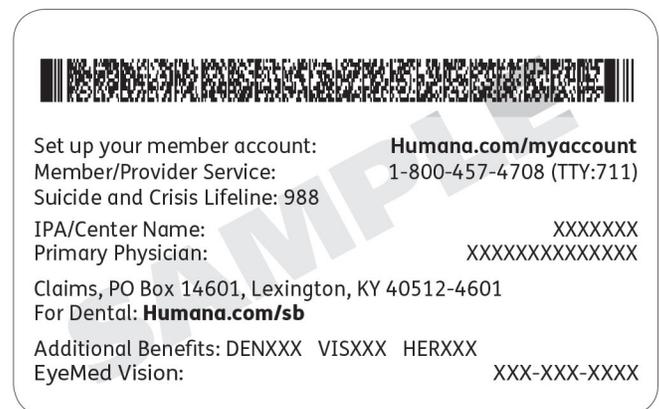 Set up your member account: Humana.com/myaccount
Member/Provider Service: 1-800-457-4708 (TTY:711)
Suicide and Crisis Lifeline: 988
IPA/Center Name: XXXXXXX
Primary Physician: XXXXXXXXXXXXXX
Claims, PO Box 14601, Lexington, KY 40512-4601
For Dental: Humana.com/sb
Additional Benefits: DENXXX VISXXX HERXXX
EyeMed Vision: XXX-XXX-XXXX
SAMPLE